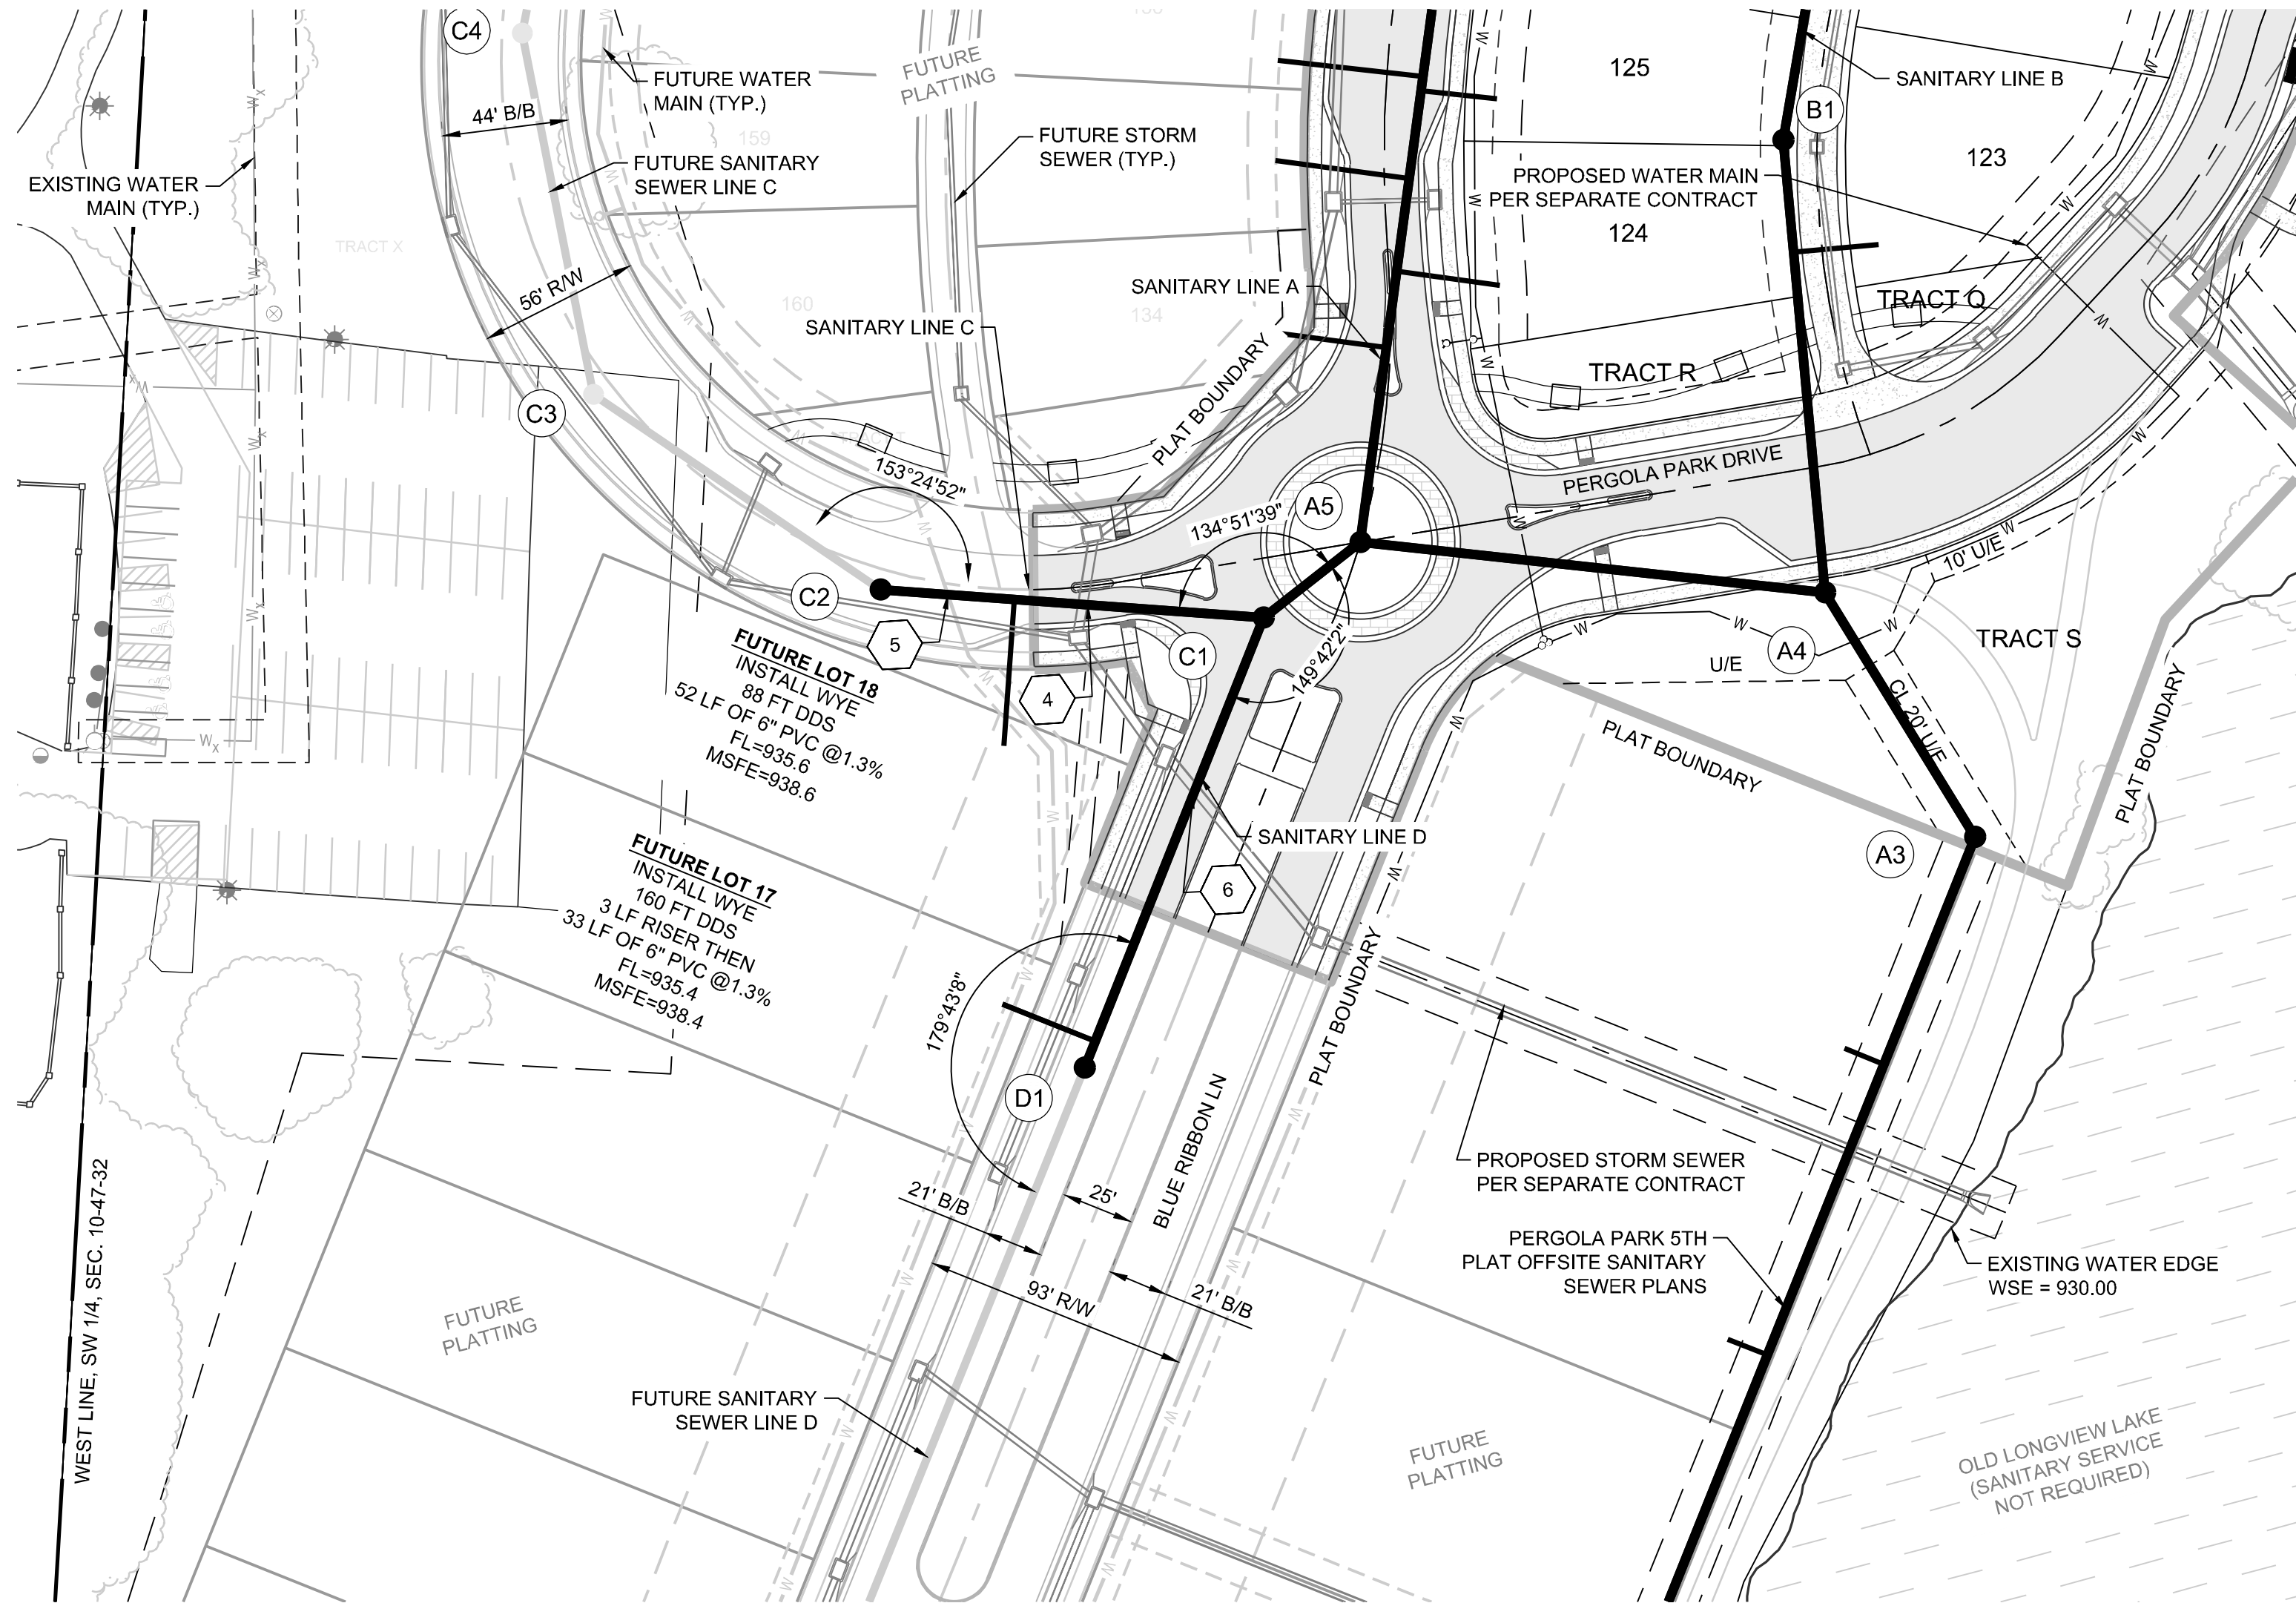 C4
44' B/B
FUTURE WATER
MAIN (TYP.)
FUTURE
PLATTING
159
FUTURE STORM
SEWER (TYP.)
FUTURE SANITARY
SEWER LINE C
EXISTING WATER
MAIN (TYP.)
TRACT X
56' R/W
160
134
SANITARY LINE C
SANITARY LINE A
125
SANITARY LINE B
B1
123
PROPOSED WATER MAIN
PER SEPARATE CONTRACT
124
TRACT Q
TRACT R
PLAT BOUNDARY
C3
153°24'52"
A5
134°51'39"
PERGOLA PARK DRIVE
10' U/E
C2
5
C1
149°42'2"
4
A4
U/E
TRACT S
CL 20' U/E
PLAT BOUNDARY
PLAT BOUNDARY
FUTURE LOT 18
INSTALL WYE
88 FT DDS
52 LF OF 6" PVC @1.3%
FL=935.6
MSFE=938.6
SANITARY LINE D
A3
6
FUTURE LOT 17
INSTALL WYE
160 FT DDS
3 LF RISER THEN
33 LF OF 6" PVC @1.3%
FL=935.4
MSFE=938.4
179°43'8"
PLAT BOUNDARY
D1
BLUE RIBBON LN
PROPOSED STORM SEWER
PER SEPARATE CONTRACT
21' B/B
25'
PERGOLA PARK 5TH
PLAT OFFSITE SANITARY
SEWER PLANS
EXISTING WATER EDGE
WSE = 930.00
93' R/W
21' B/B
WEST LINE, SW 1/4, SEC. 10-47-32
FUTURE
PLATTING
FUTURE SANITARY
SEWER LINE D
FUTURE
PLATTING
OLD LONGVIEW LAKE
(SANITARY SERVICE
NOT REQUIRED)